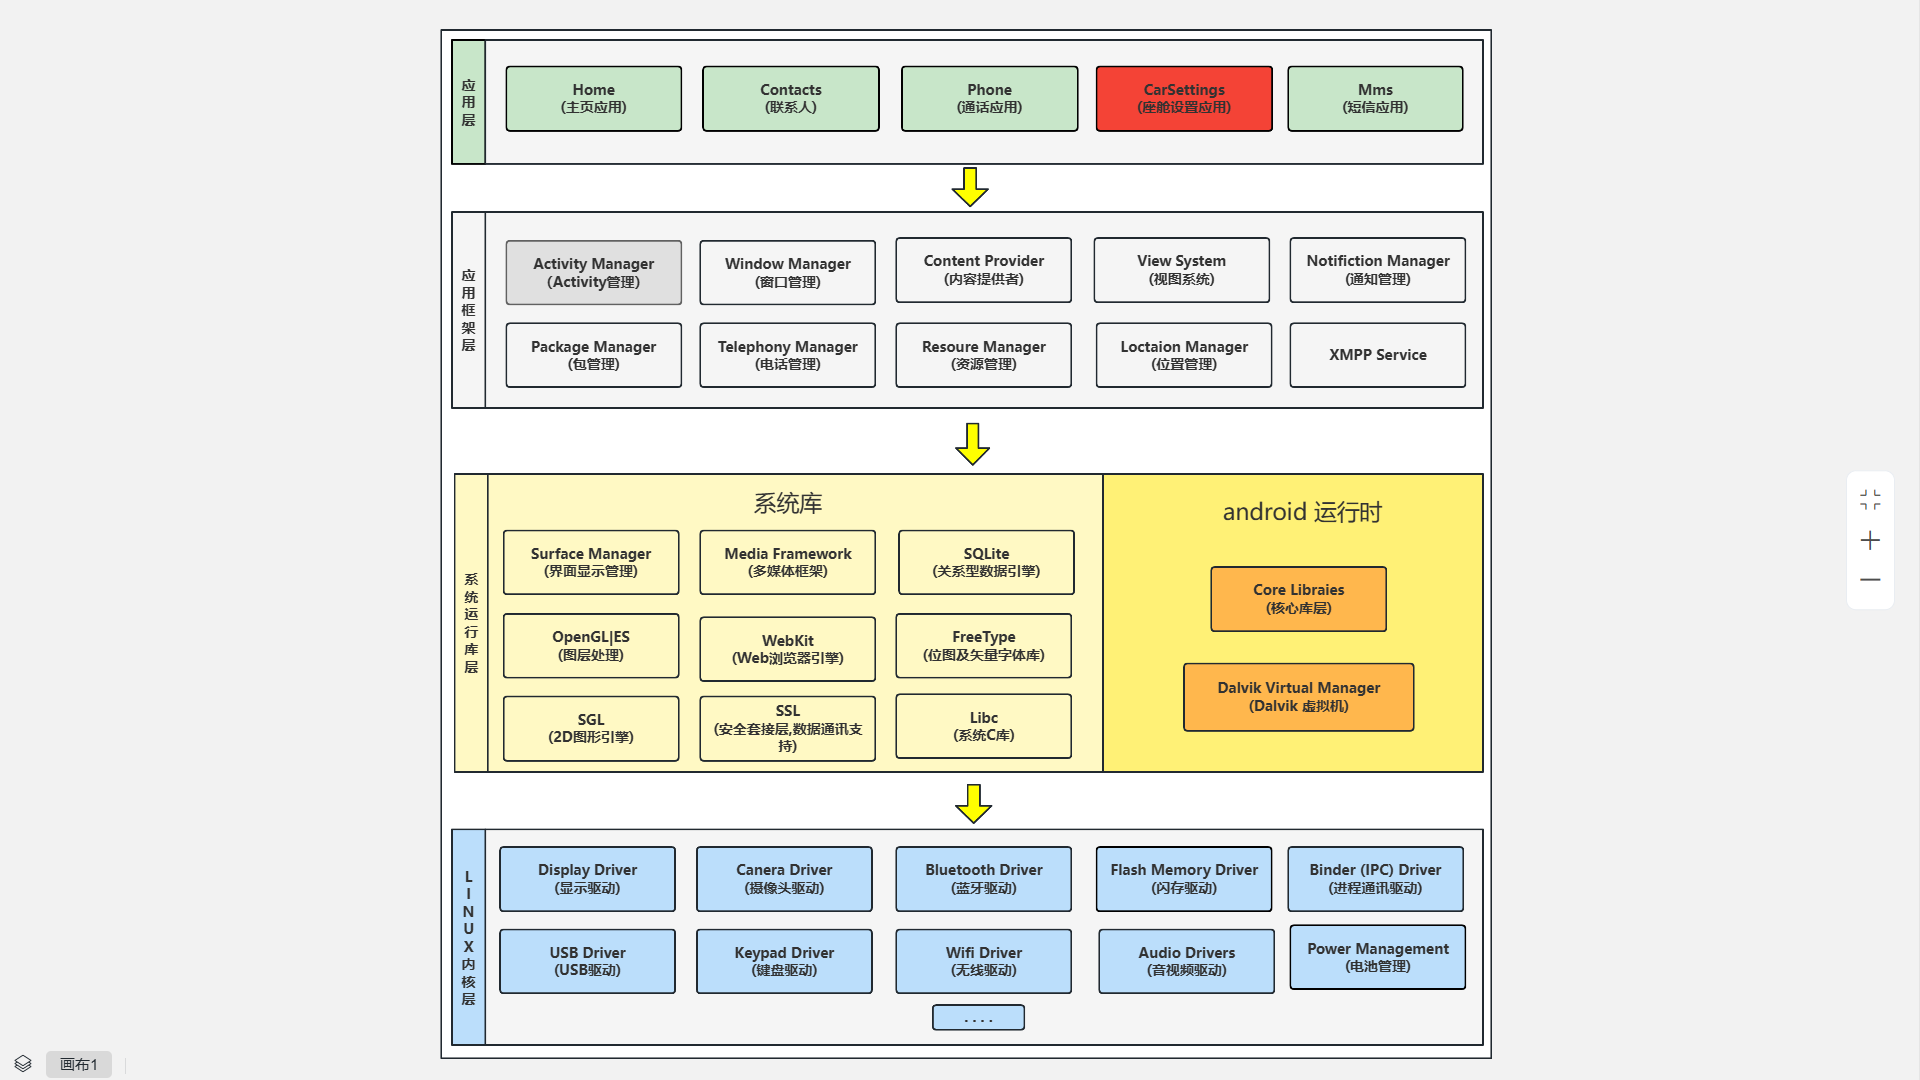 应用层
Home
(主页应用)
Contacts
(联系人)
Phone
(通话应用)
CarSettings
(座舱设置应用)
Mms
(短信应用)
应用框架层
Activity Manager
(Activity管理)
Window Manager
(窗口管理)
Content Provider
(内容提供者)
View System
(视图系统)
Notifiction Manager
(通知管理)
Package Manager
(包管理)
Telephony Manager
(电话管理)
Resoure Manager
(资源管理)
Loctaion Manager
(位置管理)
XMPP Service
系统运行库层
系统库
Surface Manager
(界面显示管理)
Media Framework
(多媒体框架)
SQLite
(关系型数据引擎)
OpenGL|ES
(图层处理)
WebKit
(Web浏览器引擎)
FreeType
(位图及矢量字体库)
SGL
(2D图形引擎)
SSL
(安全套接层,数据通讯支
持)
Libc
(系统C库)
android 运行时
Core Libraies
(核心库层)
Dalvik Virtual Manager
(Dalvik 虚拟机)
LINUX内核层
Display Driver
(显示驱动)
Canera Driver
(摄像头驱动)
Bluetooth Driver
(蓝牙驱动)
Flash Memory Driver
(闪存驱动)
Binder (IPC) Driver
(进程通讯驱动)
USB Driver
(USB驱动)
Keypad Driver
(键盘驱动)
Wifi Driver
(无线驱动)
Audio Drivers
(音视频驱动)
Power Management
(电池管理)
. . . .
画布1